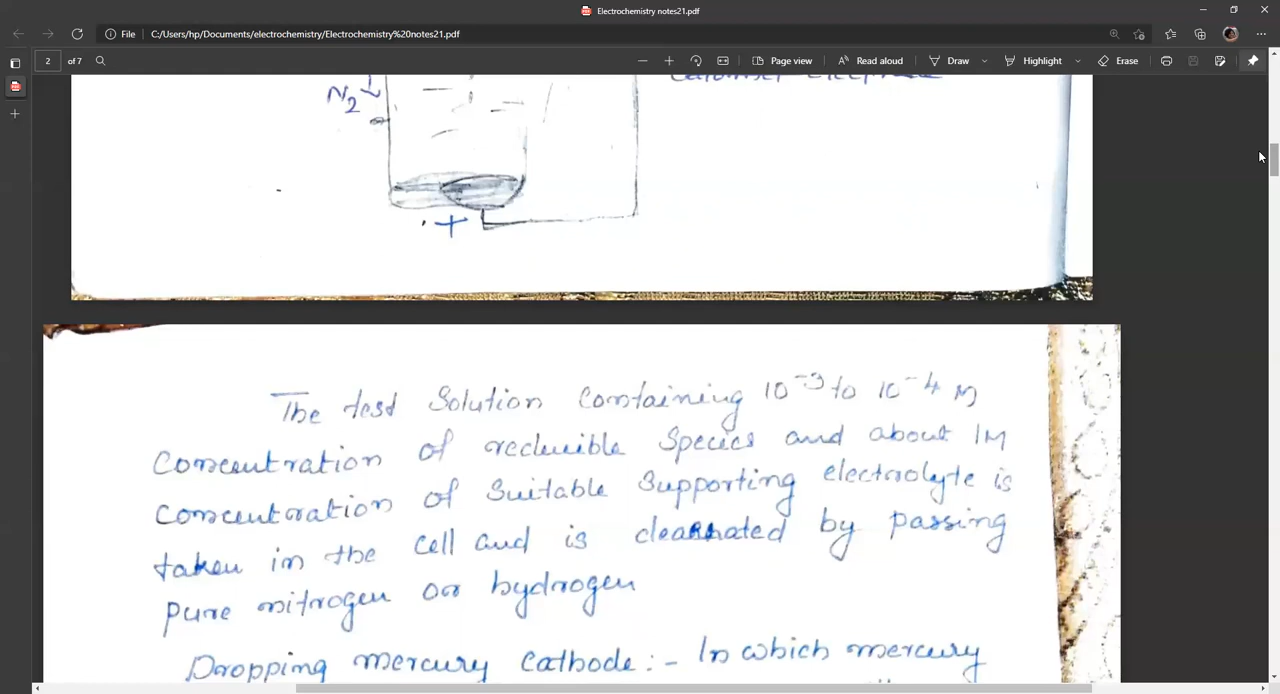 Electrochemistry notes21.pdf
File C:/Users/hp/Documents/electrochemistry/Electrochemistry%20notes21.pdf
2 of 7 Page view Read aloud Draw Highlight Erase
N2
+
The test Solution Containing 10⁻³ to 10⁻⁴ M
Concentration of reducible Species and about 1M
Concentration of Suitable Supporting electrolyte is
taken in the cell and is by passing
pure nitrogen or hydrogen
Dropping mercury Cathode :- In which mercury